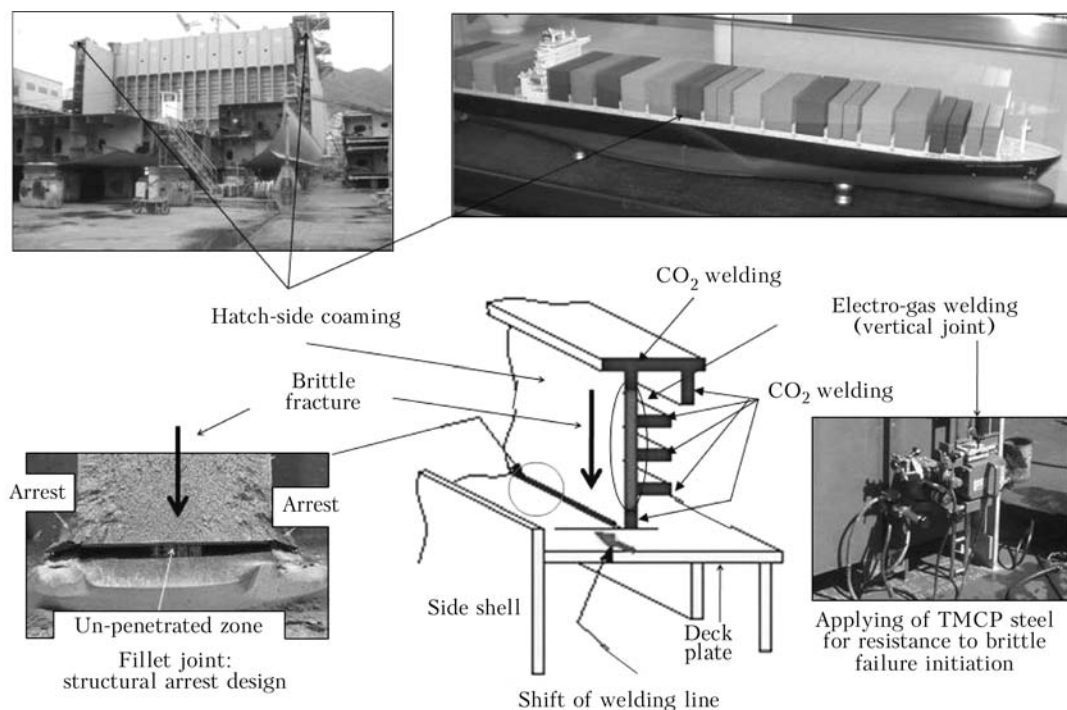 CO₂ welding
Hatch-side coaming
Electro-gas welding
(vertical joint)
Brittle
fracture
CO₂ welding
Arrest
Arrest
Un-penetrated zone
Side shell
Deck
plate
Fillet joint:
structural arrest design
Applying of TMCP steel
for resistance to brittle
failure initiation
Shift of welding line